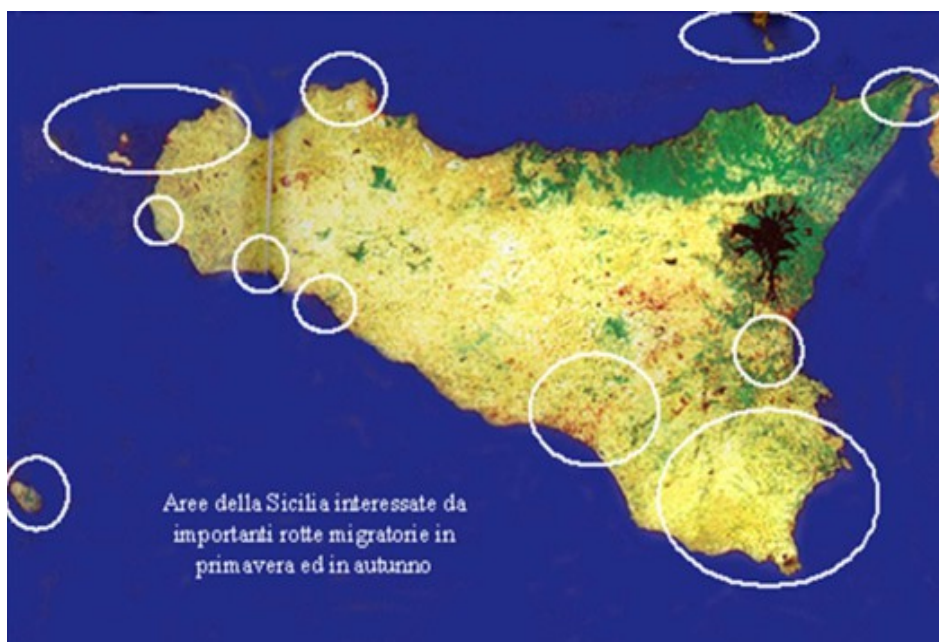 Aree della Sicilia interessate da
importanti rotte migratorie in
primavera ed in autunno